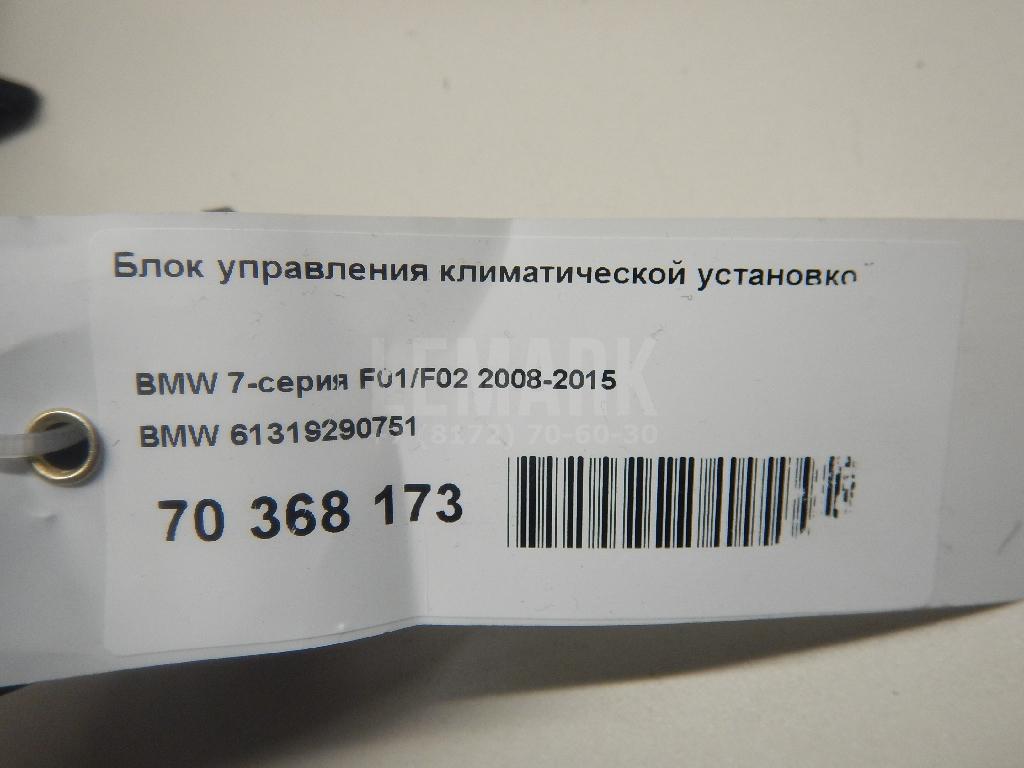 Блок управления климатической установко
BMW 7-серия F01/F02 2008-2015
LEMARK
BMW 61319290751
(8172) 70-60-30
70 368 173